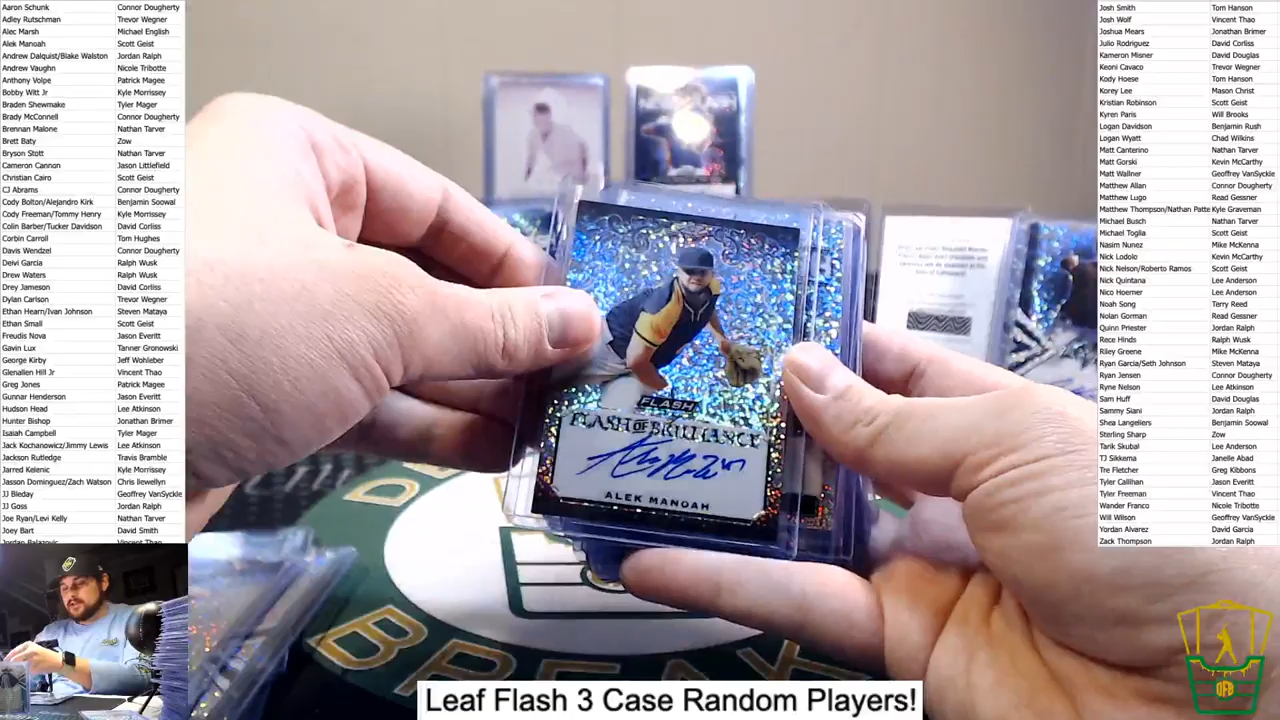 Aaron Schunk Connor Dougherty
Adley Rutschman Trevor Wegner
Alec Marsh Michael English
Alek Manoah Scott Geist
Andrew Dalquist/Blake Walston Jordan Ralph
Andrew Vaughn Nicole Tribotte
Anthony Volpe Patrick Magee
Bobby Witt Jr Kyle Morrissey
Braden Shewmake Tyler Mager
Brady McConnell Connor Dougherty
Brennan Malone Nathan Tarver
Brett Baty Zow
Bryson Stott Nathan Tarver
Cameron Cannon Jason Littlefield
Christian Cairo Scott Geist
CJ Abrams Connor Dougherty
Cody Bolton/Alejandro Kirk Benjamin Soowal
Cody Freeman/Tommy Henry Kyle Morrissey
Colin Barber/Tucker Davidson David Corliss
Corbin Carroll Tom Hughes
Davis Wendzel Connor Dougherty
Deivi Garcia Ralph Wusk
Drew Waters Ralph Wusk
Drey Jameson David Corliss
Dylan Carlson Trevor Wegner
Ethan Hearn/Ivan Johnson Steven Mataya
Ethan Small Scott Geist
Freudis Nova Jason Everitt
Gavin Lux Tanner Gronowski
George Kirby Jeff Wohleber
Glenallen Hill Jr Vincent Thao
Greg Jones Patrick Magee
Gunnar Henderson Jason Everitt
Hudson Head Lee Atkinson
Hunter Bishop Jonathan Brimer
Isaiah Campbell Tyler Mager
Jack Kochanowicz/Jimmy Lewis Lee Atkinson
Jackson Rutledge Travis Bramble
Jarred Kelenic Kyle Morrissey
Jasson Dominguez/Zach Watson Chris llewellyn
JJ Bleday Geoffrey VanSyckle
JJ Goss Jordan Ralph
Joe Ryan/Levi Kelly Nathan Tarver
Joey Bart David Smith
Jordan Balazovic Vincent Thao
Josh Smith Tom Hanson
Josh Wolf Vincent Thao
Joshua Mears Jonathan Brimer
Julio Rodriguez David Corliss
Kameron Misner David Douglas
Keoni Cavaco Trevor Wegner
Kody Hoese Tom Hanson
Korey Lee Mason Christ
Kristian Robinson Scott Geist
Kyren Paris Will Brooks
Logan Davidson Benjamin Rush
Logan Wyatt Chad Wilkins
Matt Canterino Nathan Tarver
Matt Gorski Kevin McCarthy
Matt Wallner Geoffrey VanSyckle
Matthew Allan Connor Dougherty
Matthew Lugo Read Gessner
Matthew Thompson/Nathan Patte Kyle Graveman
Michael Busch Nathan Tarver
Michael Toglia Scott Geist
Nasim Nunez Mike McKenna
Nick Lodolo Kevin McCarthy
Nick Nelson/Roberto Ramos Scott Geist
Nick Quintana Lee Anderson
Nico Hoerner Lee Anderson
Noah Song Terry Reed
Nolan Gorman Read Gessner
Quinn Priester Jordan Ralph
Rece Hinds Ralph Wusk
Riley Greene Mike McKenna
Ryan Garcia/Seth Johnson Steven Mataya
Ryan Jensen Connor Dougherty
Ryne Nelson Lee Atkinson
Sam Huff David Douglas
Sammy Siani Jordan Ralph
Shea Langeliers Benjamin Soowal
Sterling Sharp Zow
Tarik Skubal Lee Anderson
TJ Sikkema Janelle Abad
Tre Fletcher Greg Kibbons
Tyler Callihan Jason Everitt
Tyler Freeman Vincent Thao
Wander Franco Nicole Tribotte
Will Wilson Geoffrey VanSyckle
Yordan Alvarez David Garcia
Zack Thompson Jordan Ralph
FLASH
FLASH OF BRILLIANCE
ALEK MANOAH
BREAK
OFB
Leaf Flash 3 Case Random Players!